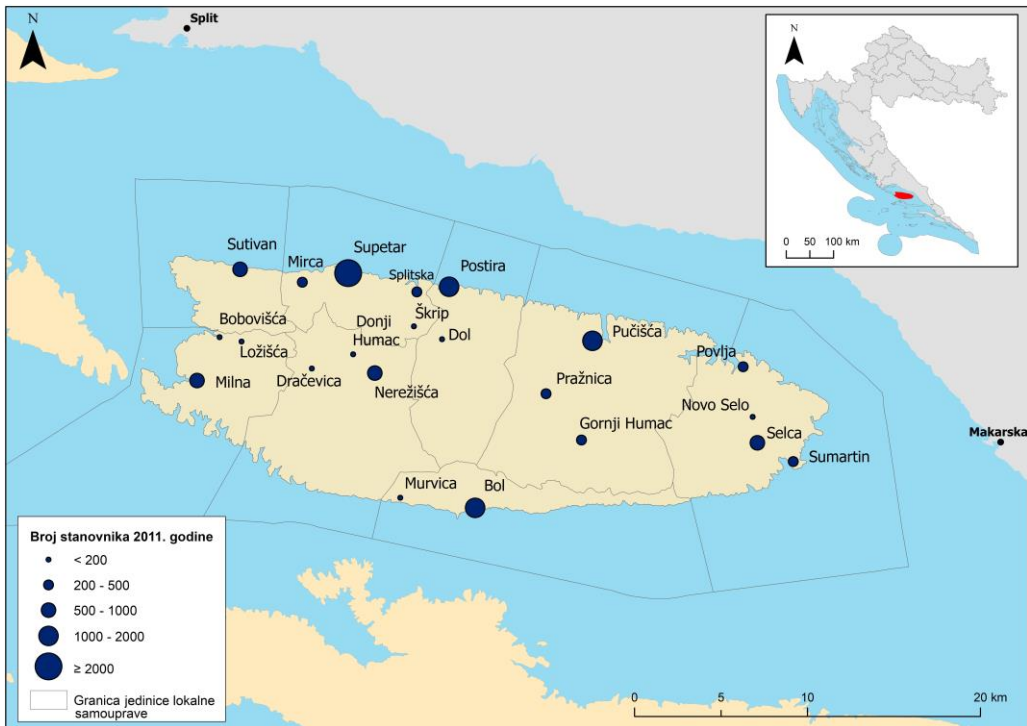 N
Split
N
0 50 100 km
Sutivan
Mirca
Supetar
Splitska
Postira
Bobovišća
Ložišća
Donji
Humac
Škrip
Dol
Pučišća
Povlja
Milna
Dračevica
Nerežišća
Pražnica
Novo Selo
Gornji Humac
Selca
Sumartin
Makarska
Murvica
Bol
Broj stanovnika 2011. godine
< 200
200 - 500
500 - 1000
1000 - 2000
≥ 2000
Granica jedinice lokalne
samouprave
0 5 10 20 km